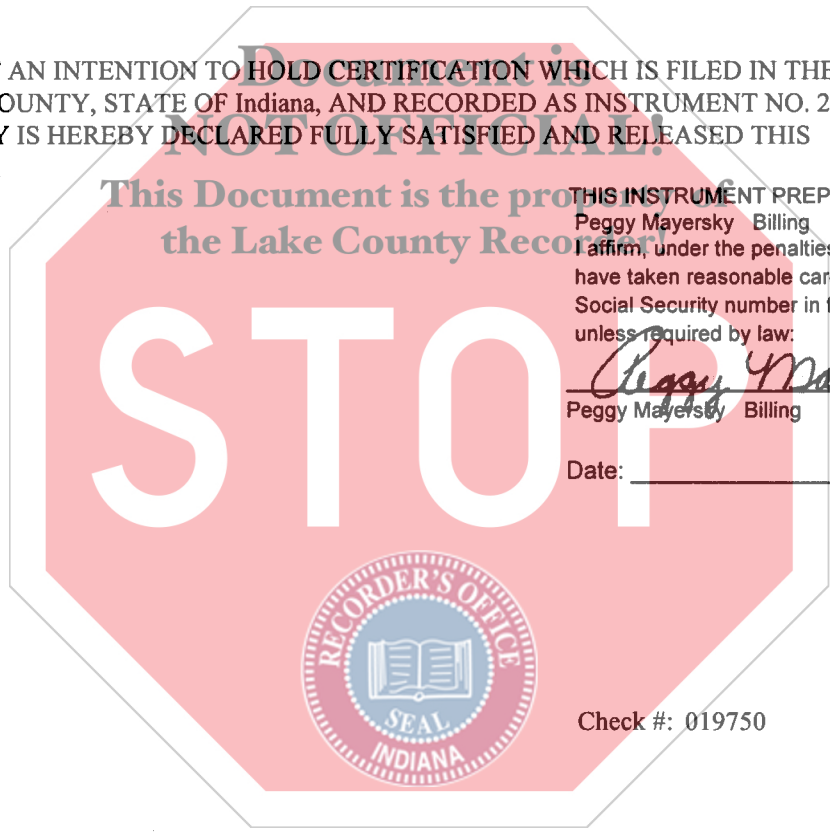 Document is
AN INTENTION TO HOLD CERTIFICATION WHICH IS FILED IN THE
OUNTY, STATE OF Indiana, AND RECORDED AS INSTRUMENT NO. 2
Y IS HEREBY DECLARED FULLY SATISFIED AND RELEASED THIS
NOT OFFICIAL!
This Document is the property of
the Lake County Recorder!
THIS INSTRUMENT PREP
Peggy Mayersky Billing
I affirm, under the penalties
have taken reasonable car
Social Security number in
unless required by law:
Peggy Ma
Peggy Mayersky Billing
Date:
STOP
RECORDER'S OFFICE
SEAL
INDIANA
Check #: 019750